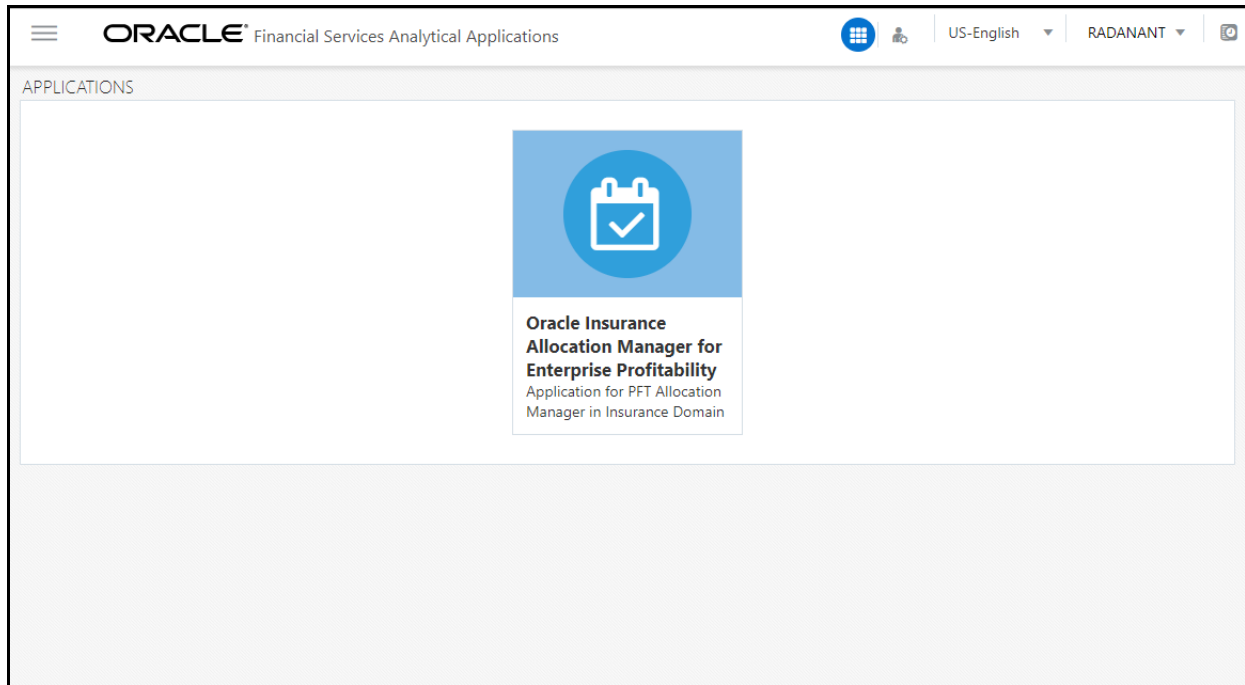 ORACLE® Financial Services Analytical Applications
US-English
RADANANT
APPLICATIONS
Oracle Insurance
Allocation Manager for
Enterprise Profitability
Application for PFT Allocation
Manager in Insurance Domain